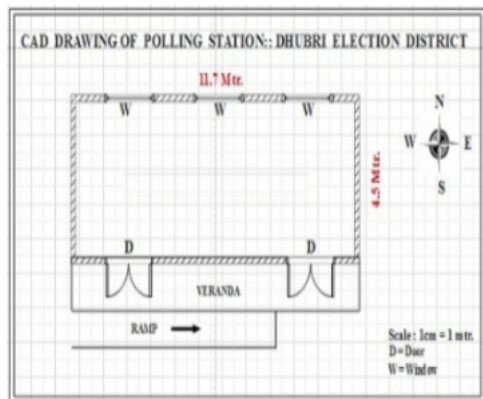 CAD DRAWING OF POLLING STATION:: DHUBRI ELECTION DISTRICT
11.7 Mtr.
W W W
N
W E
S
4.5 Mtr.
D D
VERANDA
RAMP
Scale: 1cm = 1 mtr.
D=Door
W=Window